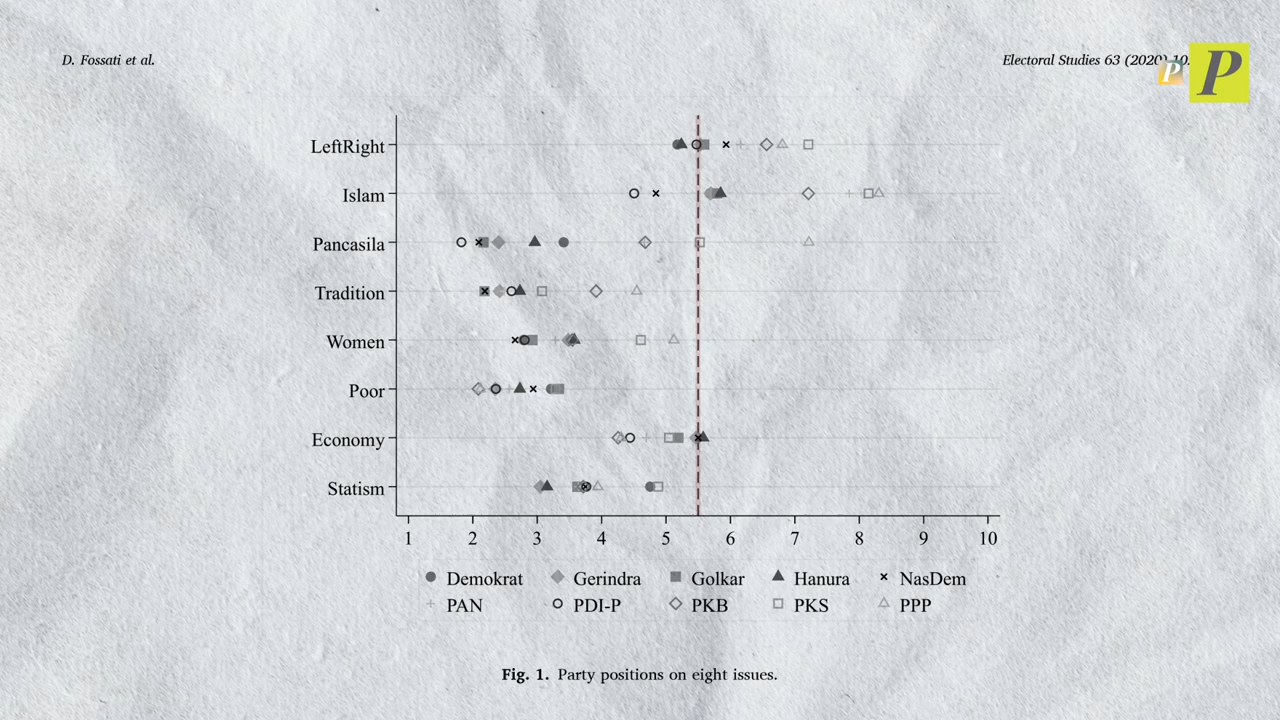 D. Fossati et al.
Electoral Studies 63 (2020) 10
P P
LeftRight
Islam
Pancasila
Tradition
Women
Poor
Economy
Statism
1 2 3 4 5 6 7 8 9 10
Demokrat Gerindra Golkar Hanura NasDem
PAN PDI-P PKB PKS PPP
Fig. 1. Party positions on eight issues.